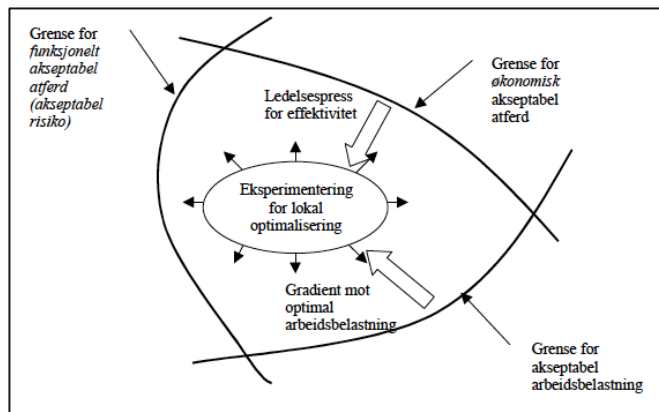 Grense for
funksjonelt
akseptabel
atferd
(akseptabel
risiko)
Ledelsespress
for effektivitet
Grense for
økonomisk
akseptabel
atferd
Eksperimentering
for lokal
optimalisering
Gradient mot
optimal
arbeidsbelastning
Grense for
akseptabel
arbeidsbelastning